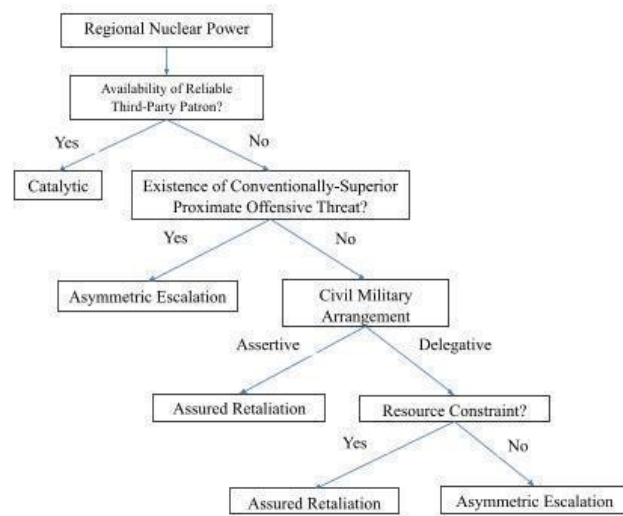 Regional Nuclear Power
Availability of Reliable
Third-Party Patron?
Yes
No
Catalytic
Existence of Conventionally-Superior
Proximate Offensive Threat?
Yes
No
Asymmetric Escalation
Civil Military
Arrangement
Assertive
Delegative
Assured Retaliation
Resource Constraint?
Yes
No
Assured Retaliation
Asymmetric Escalation